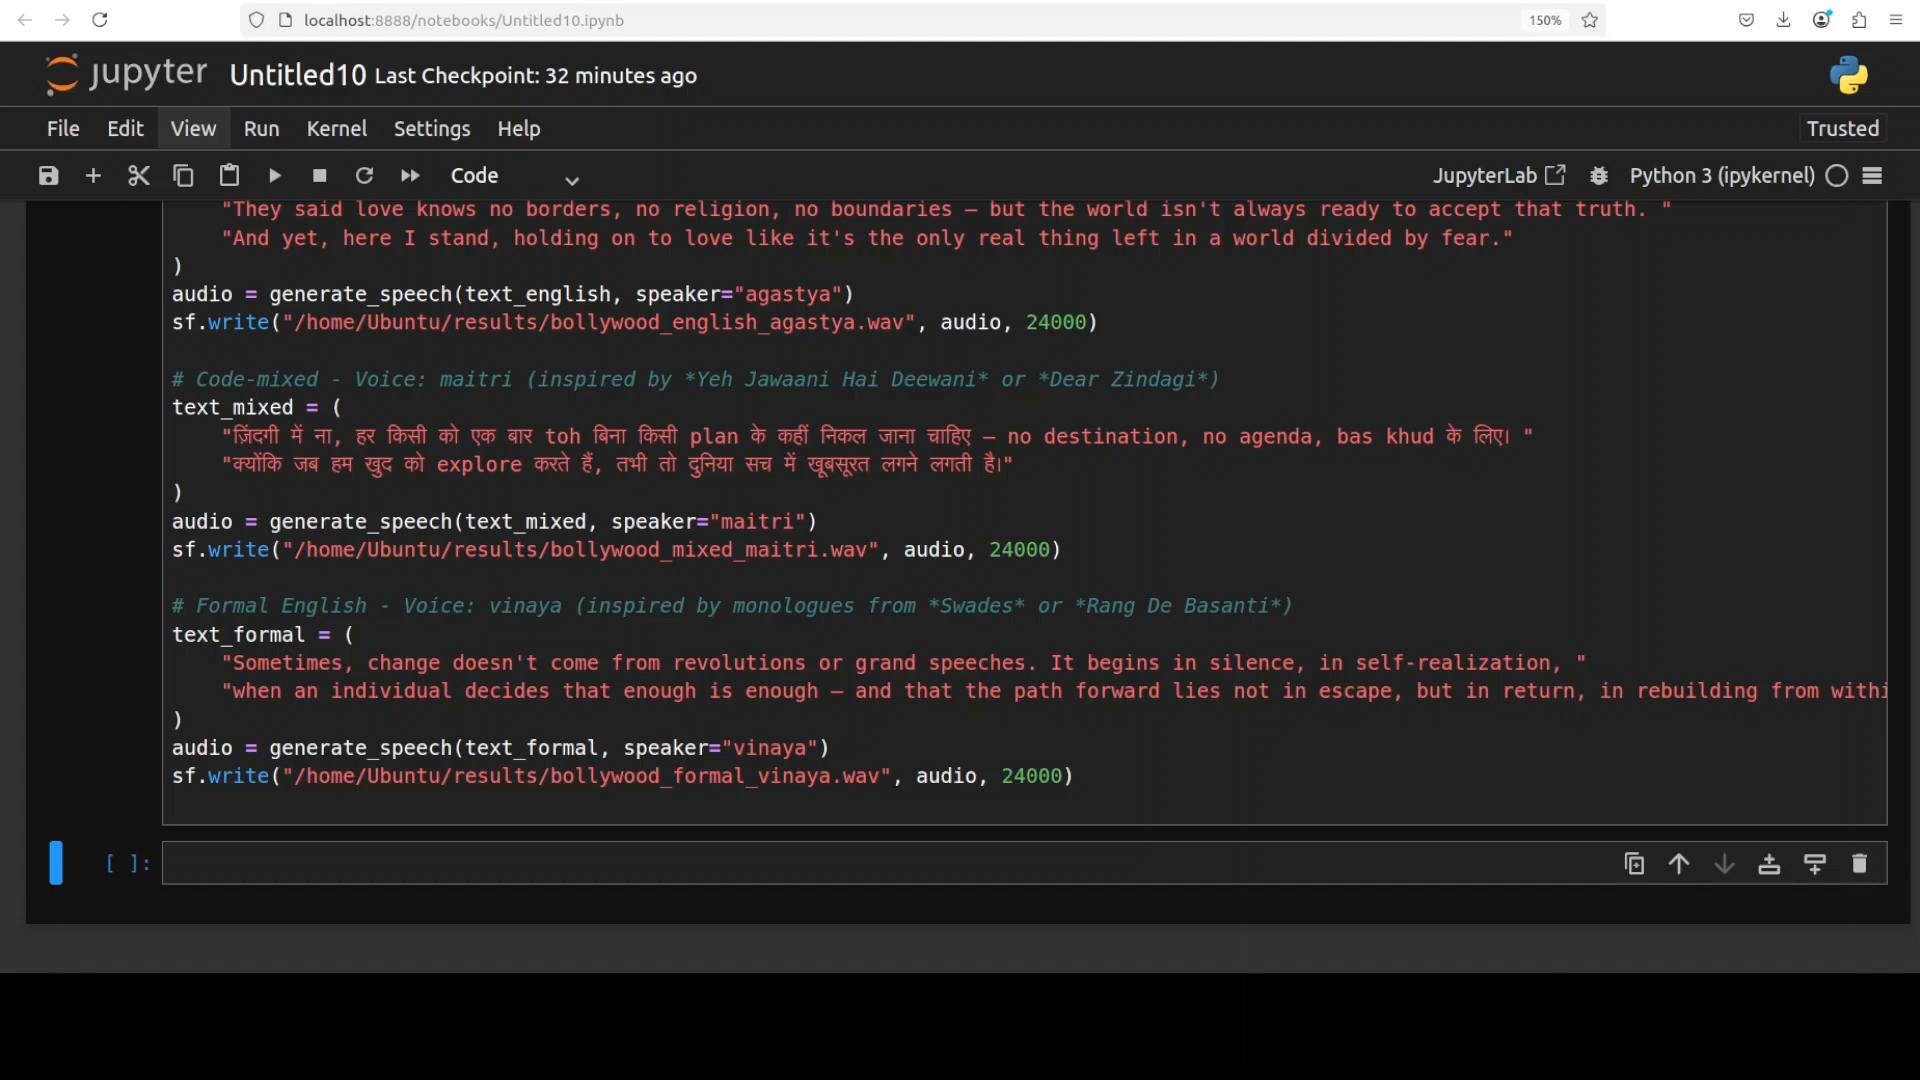 localhost:8888/notebooks/Untitled10.ipynb
150%
jupyter Untitled10 Last Checkpoint: 32 minutes ago
File Edit View Run Kernel Settings Help
Trusted
Code
JupyterLab
Python 3 (ipykernel)
"They said love knows no borders, no religion, no boundaries — but the world isn't always ready to accept that truth. "
"And yet, here I stand, holding on to love like it's the only real thing left in a world divided by fear."
)
audio = generate_speech(text_english, speaker="agastya")
sf.write("/home/Ubuntu/results/bollywood_english_agastya.wav", audio, 24000)
# Code-mixed - Voice: maitri (inspired by *Yeh Jawaani Hai Deewani* or *Dear Zindagi*)
text_mixed = (
"ज़िंदगी में ना, हर किसी को एक बार toh बिना किसी plan के कहीं निकल जाना चाहिए — no destination, no agenda, bas khud के लिए। "
"क्योंकि जब हम खुद को explore करते हैं, तभी तो दुनिया सच में खूबसूरत लगने लगती है।"
)
audio = generate_speech(text_mixed, speaker="maitri")
sf.write("/home/Ubuntu/results/bollywood_mixed_maitri.wav", audio, 24000)
# Formal English - Voice: vinaya (inspired by monologues from *Swades* or *Rang De Basanti*)
text_formal = (
"Sometimes, change doesn't come from revolutions or grand speeches. It begins in silence, in self-realization, "
"when an individual decides that enough is enough — and that the path forward lies not in escape, but in return, in rebuilding from withi
)
audio = generate_speech(text_formal, speaker="vinaya")
sf.write("/home/Ubuntu/results/bollywood_formal_vinaya.wav", audio, 24000)
[ ]: